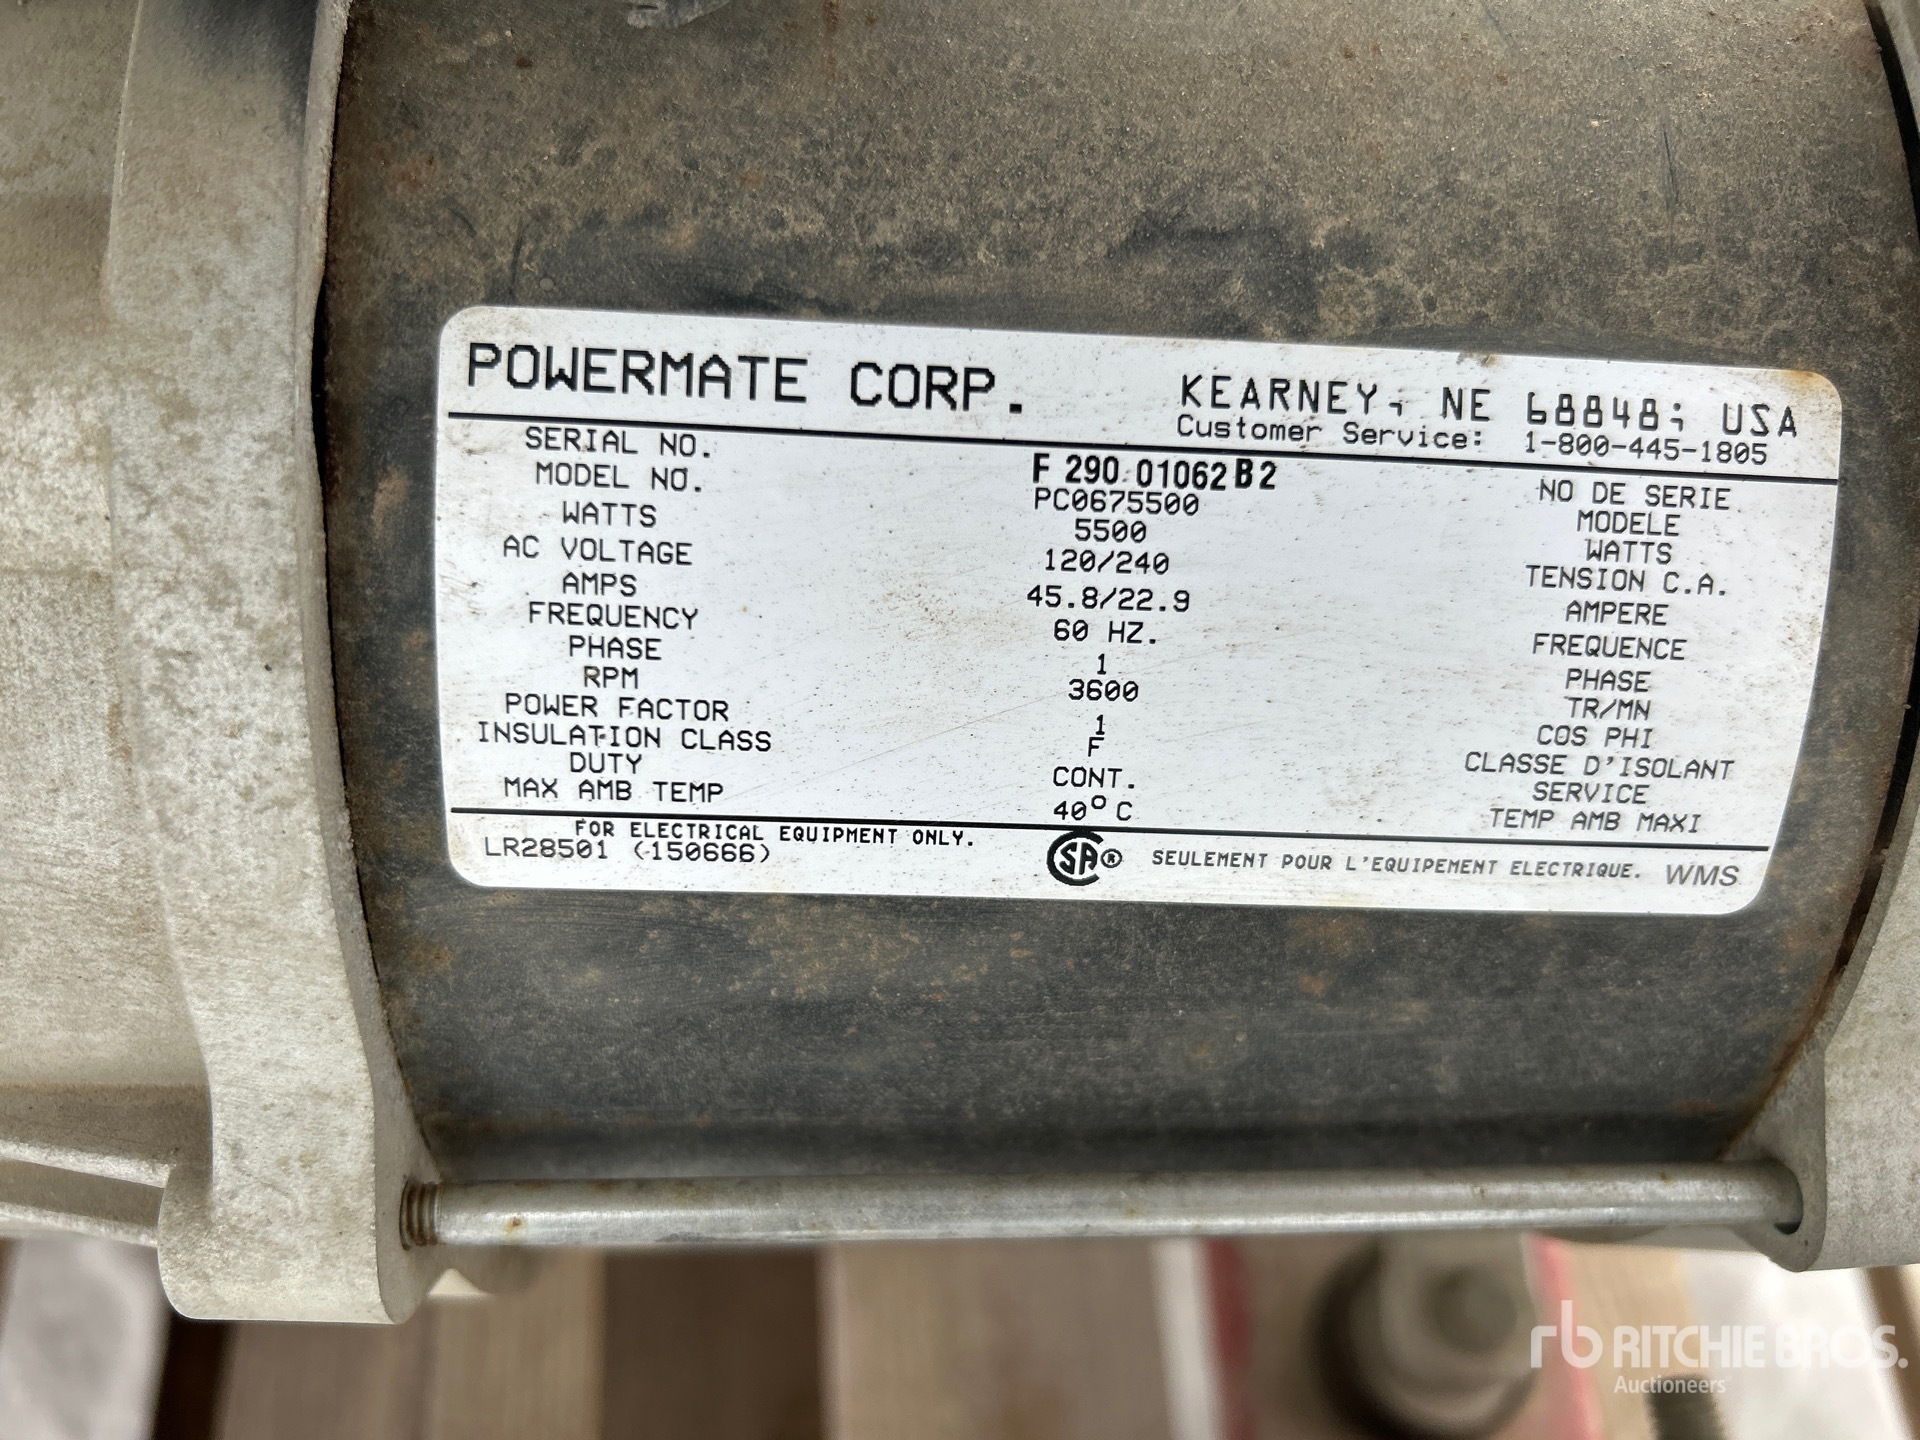 POWERMATE CORP. KEARNEY, NE 68848; USA
Customer Service: 1-800-445-1805
SERIAL NO. F 290 01062 B2 NO DE SERIE
MODEL NO. PC0675500 MODELE
WATTS 5500 WATTS
AC VOLTAGE 120/240 TENSION C.A.
AMPS 45.8/22.9 AMPERE
FREQUENCY 60 HZ. FREQUENCE
PHASE 1 PHASE
RPM 3600 TR/MN
POWER FACTOR 1 COS PHI
INSULATION CLASS F CLASSE D'ISOLANT
DUTY CONT. SERVICE
MAX AMB TEMP 40° C TEMP AMB MAXI
FOR ELECTRICAL EQUIPMENT ONLY.
LR28501 (150666) SA® SEULEMENT POUR L'EQUIPEMENT ELECTRIQUE. WMS
rb RITCHIE BROS.
Auctioneers